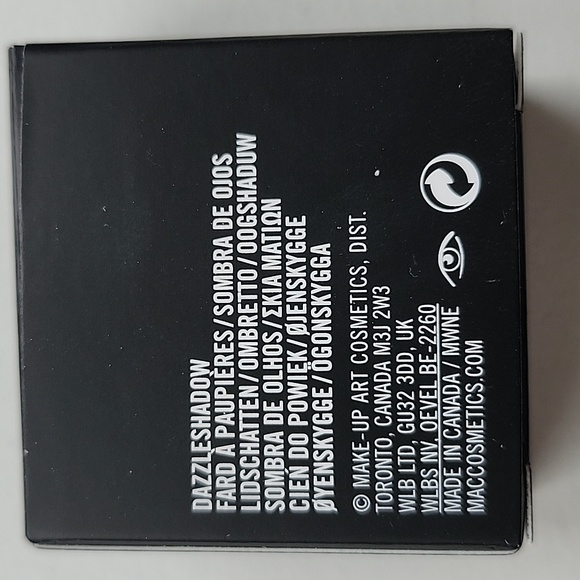 DAZZLESHADOW
FARD À PAUPIÈRES/SOMBRA DE OJOS
LIDSCHATTEN/OMBRETTO/OOGSHADUW
SOMBRA DE OLHOS/ΣΚΙΑ ΜΑΤΙΩΝ
CIEN DO POWIEK/ØJENSKYGGE
ØYENSKYGGE/ÖGONSKYGGA
© MAKE-UP ART COSMETICS, DIST.
TORONTO, CANADA M3J 2W3
WLB LTD, GU32 3DD, UK
WLBS NV, OEVEL BE-2260
MADE IN CANADA / MWNE
MACCOSMETICS.COM